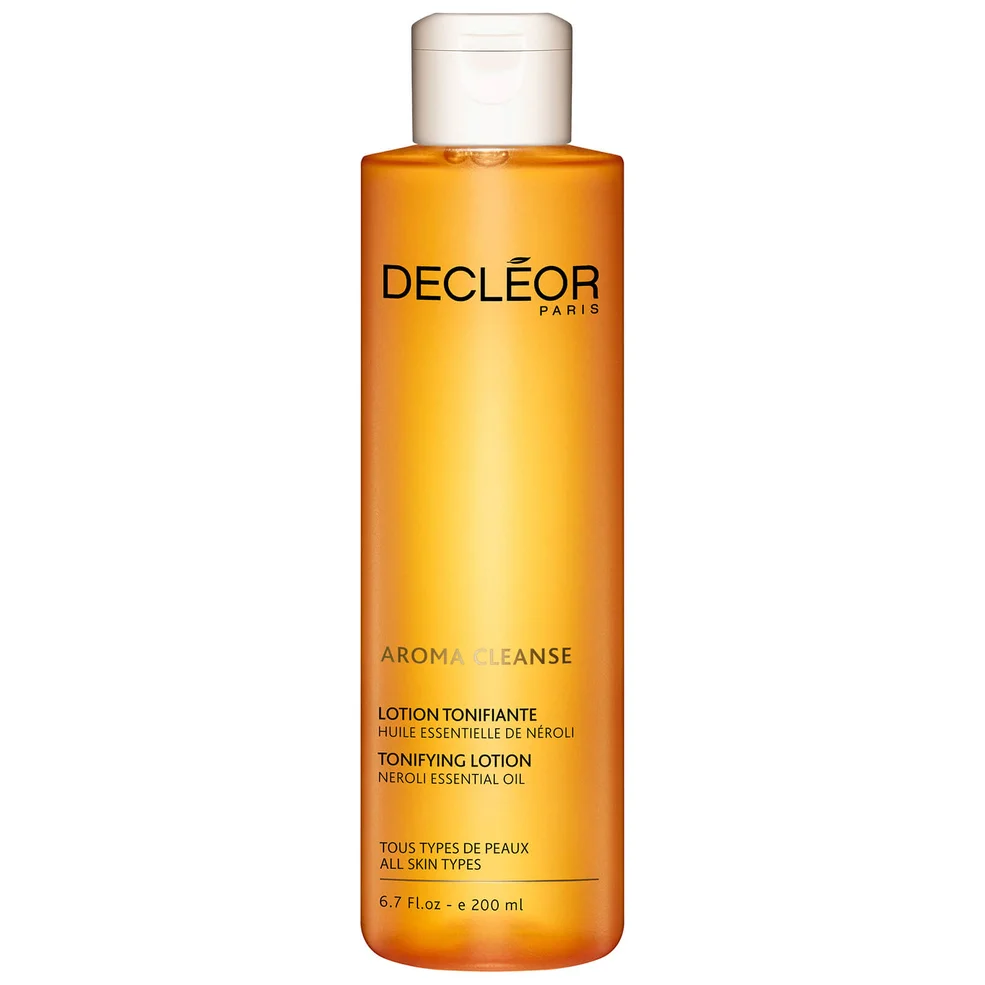 DECLÉOR
PARIS
AROMA CLEANSE
LOTION TONIFIANTE
HUILE ESSENTIELLE DE NÉROLI
TONIFYING LOTION
NEROLI ESSENTIAL OIL
TOUS TYPES DE PEAUX
ALL SKIN TYPES
6.7 Fl.oz - e 200 ml